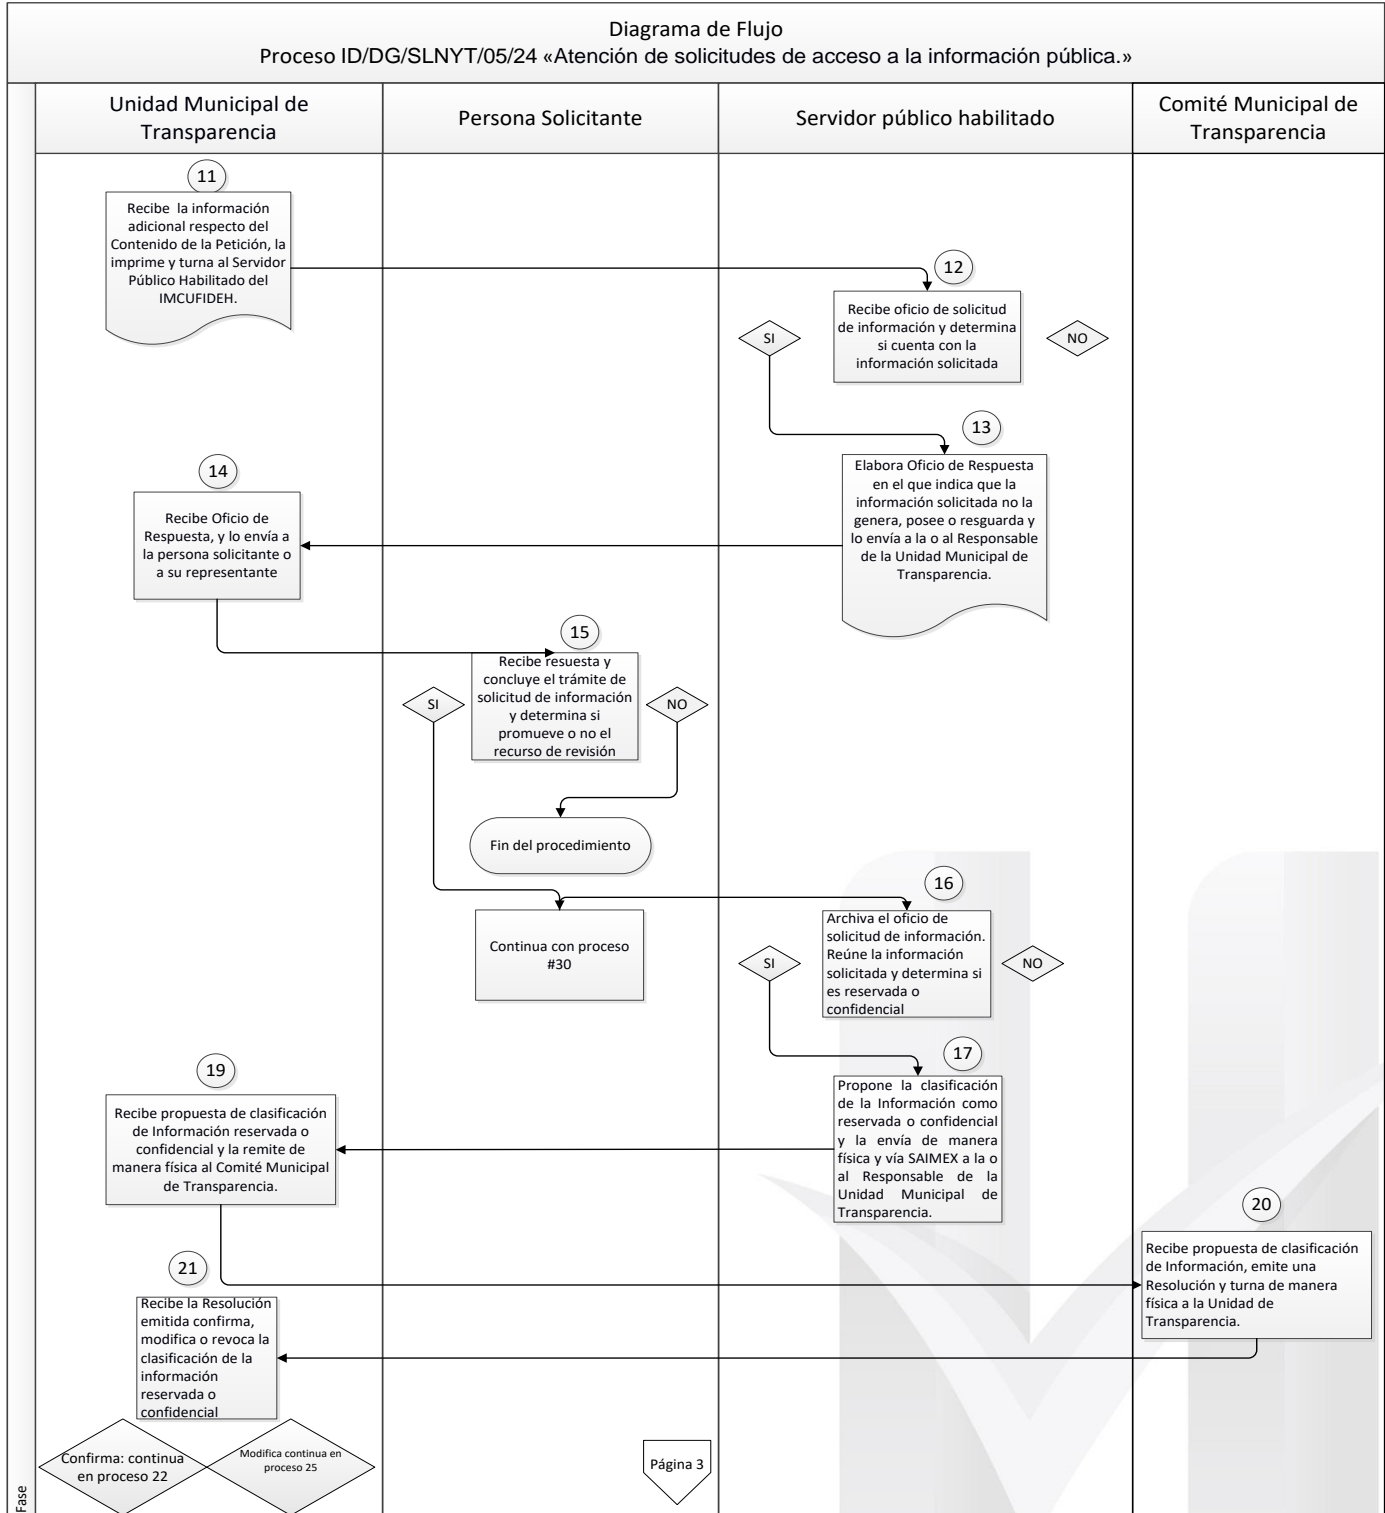 Diagrama de Flujo
Proceso ID/DG/SLNYT/05/24 «Atención de solicitudes de acceso a la información pública.»
Unidad Municipal de
Transparencia
Persona Solicitante
Servidor público habilitado
Comité Municipal de
Transparencia
11
Recibe la información
adicional respecto del
Contenido de la Petición, la
imprime y turna al Servidor
Público Habilitado del
IMCUFIDEH.
12
Recibe oficio de solicitud
de información y determina
si cuenta con la
información solicitada
SI
NO
13
Elabora Oficio de Respuesta
en el que indica que la
información solicitada no la
genera, posee o resguarda y
lo envía a la o al Responsable
de la Unidad Municipal de
Transparencia.
14
Recibe Oficio de
Respuesta, y lo envía a
la persona solicitante o
a su representante
15
Recibe resuesta y
concluye el trámite de
solicitud de información
y determina si
promueve o no el
recurso de revisión
SI
NO
Fin del procedimiento
Continua con proceso
#30
16
Archiva el oficio de
solicitud de información.
Reúne la información
solicitada y determina si
es reservada o
confidencial
SI
NO
17
Propone la clasificación
de la Información como
reservada o confidencial
y la envía de manera
física y vía SAIMEX a la o
al Responsable de la
Unidad Municipal de
Transparencia.
19
Recibe propuesta de clasificación
de Información reservada o
confidencial y la remite de
manera física al Comité Municipal
de Transparencia.
20
Recibe propuesta de clasificación
de Información, emite una
Resolución y turna de manera
física a la Unidad de
Transparencia.
21
Recibe la Resolución
emitida confirma,
modifica o revoca la
clasificación de la
información
reservada o
confidencial
Confirma: continua
en proceso 22
Modifica continua en
proceso 25
Página 3
Fase